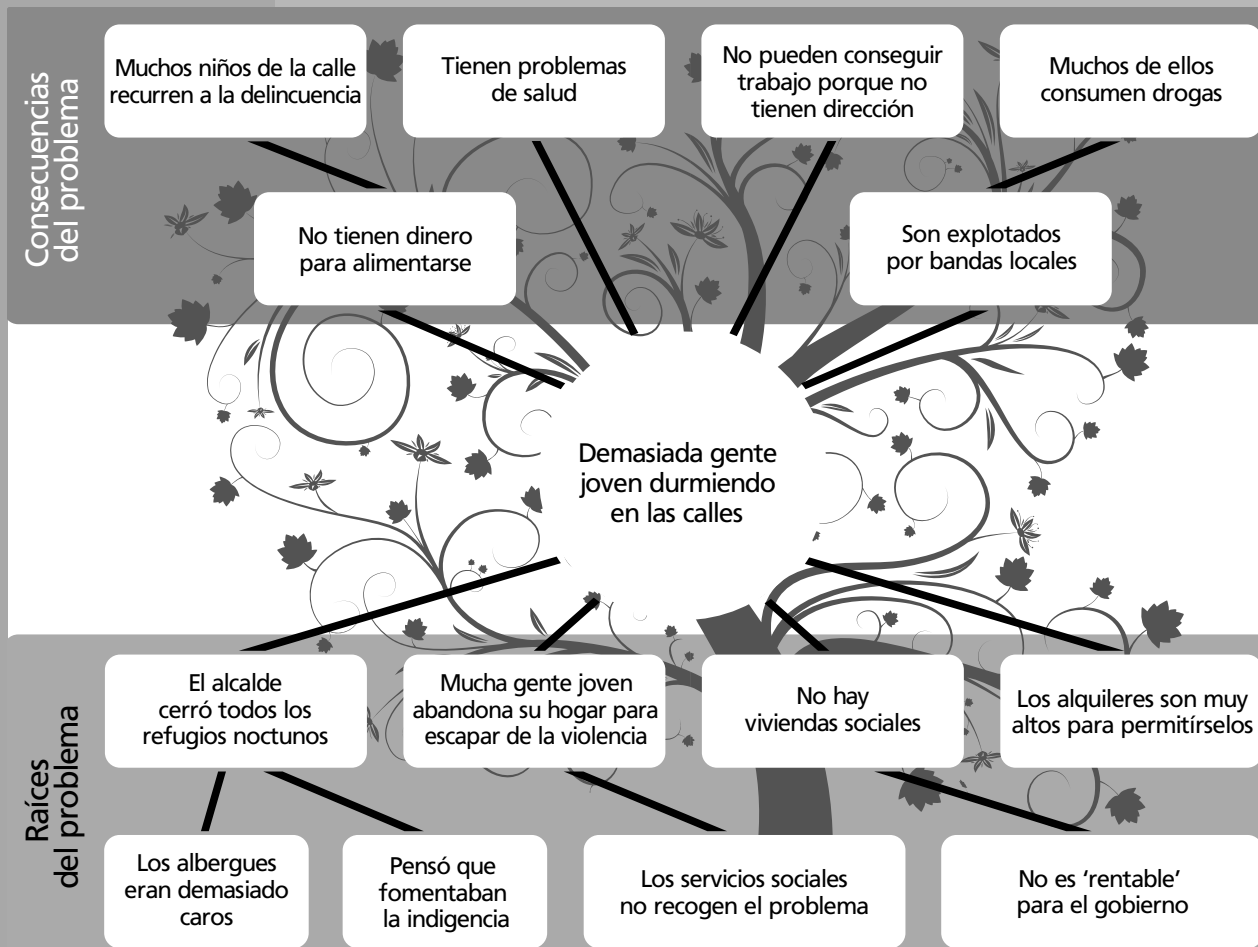 Consecuencias
del problema
Muchos niños de la calle
recurren a la delincuencia
Tienen problemas
de salud
No pueden conseguir
trabajo porque no
tienen dirección
Muchos de ellos
consumen drogas
No tienen dinero
para alimentarse
Son explotados
por bandas locales
Demasiada gente
joven durmiendo
en las calles
Raíces
del problema
El alcalde
cerró todos los
refugios noctunos
Mucha gente joven
abandona su hogar para
escapar de la violencia
No hay
viviendas sociales
Los alquileres son muy
altos para permitírselos
Los albergues
eran demasiado
caros
Pensó que
fomentaban
la indigencia
Los servicios sociales
no recogen el problema
No es ‘rentable’
para el gobierno